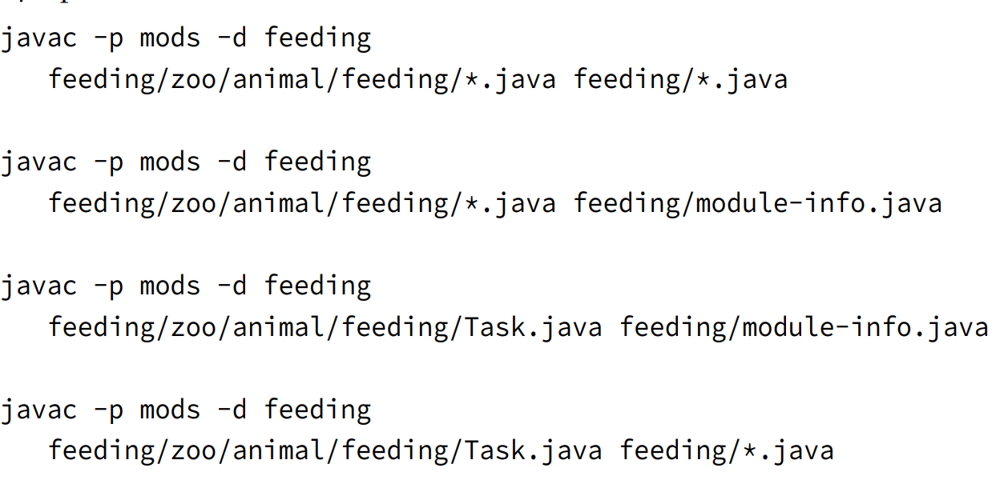 javac -p mods -d feeding
   feeding/zoo/animal/feeding/*.java feeding/*.java

javac -p mods -d feeding
   feeding/zoo/animal/feeding/*.java feeding/module-info.java

javac -p mods -d feeding
   feeding/zoo/animal/feeding/Task.java feeding/module-info.java

javac -p mods -d feeding
   feeding/zoo/animal/feeding/Task.java feeding/*.java